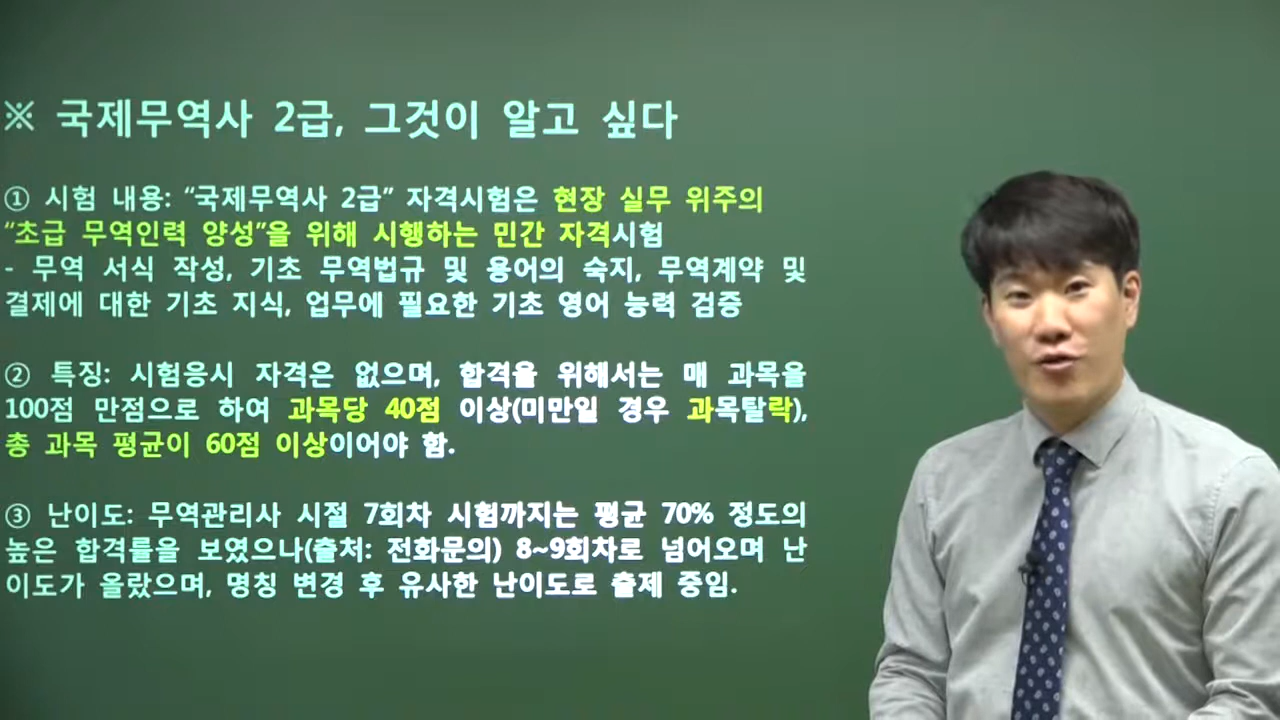 ※ 국제무역사 2급, 그것이 알고 싶다
① 시험 내용: “국제무역사 2급” 자격시험은 현장 실무 위주의
“초급 무역인력 양성”을 위해 시행하는 민간 자격시험
- 무역 서식 작성, 기초 무역법규 및 용어의 숙지, 무역계약 및
결제에 대한 기초 지식, 업무에 필요한 기초 영어 능력 검증
② 특징: 시험응시 자격은 없으며, 합격을 위해서는 매 과목을
100점 만점으로 하여 과목당 40점 이상(미만일 경우 과목탈락),
총 과목 평균이 60점 이상이어야 함.
③ 난이도: 무역관리사 시절 7회차 시험까지는 평균 70% 정도의
높은 합격률을 보였으나(출처: 전화문의) 8~9회차로 넘어오며 난
이도가 올랐으며, 명칭 변경 후 유사한 난이도로 출제 중임.